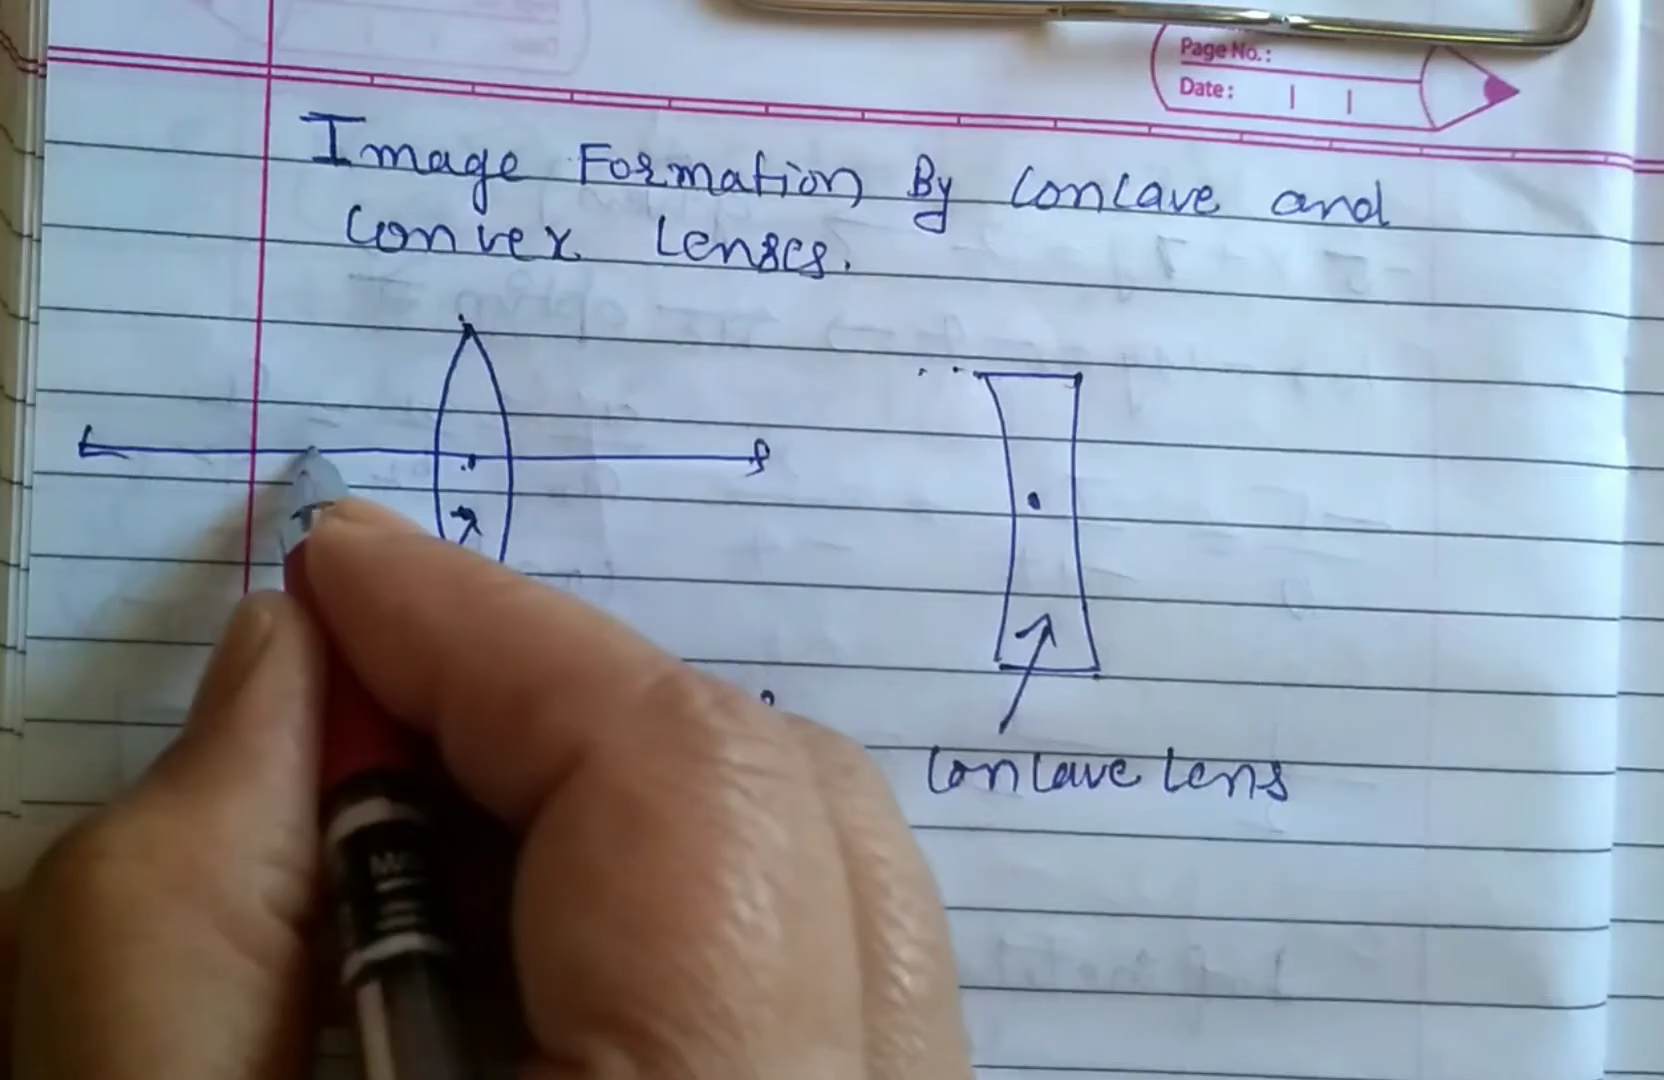 Page No.:
Date:
Image Formation By Concave and
Convex Lenses.
Concave Lens